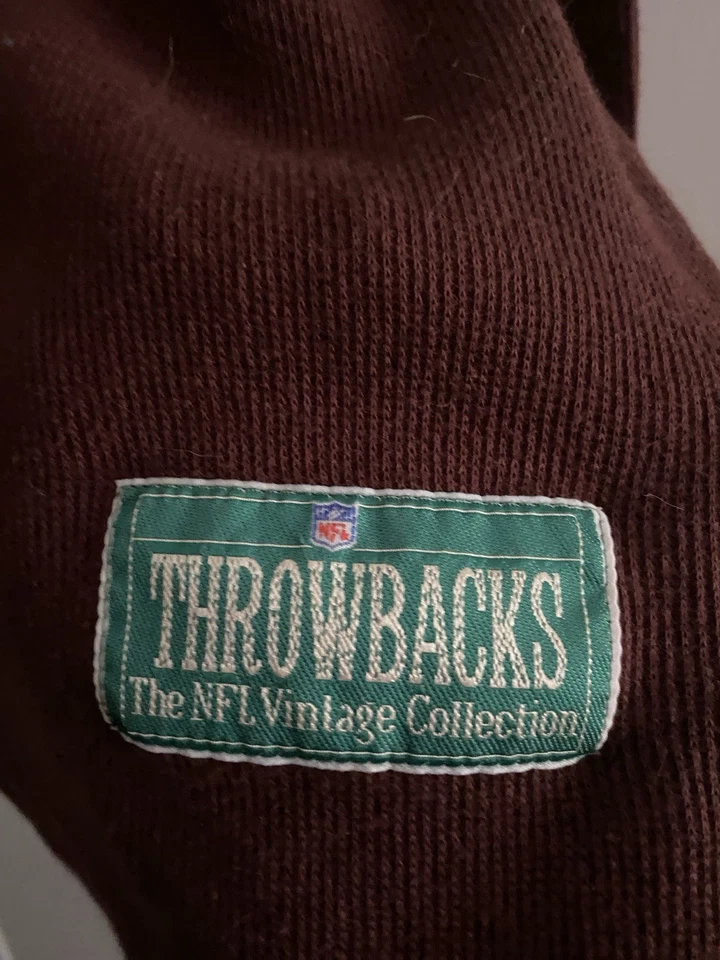 NFL
THROWBACKS
The NFL Vintage Collection